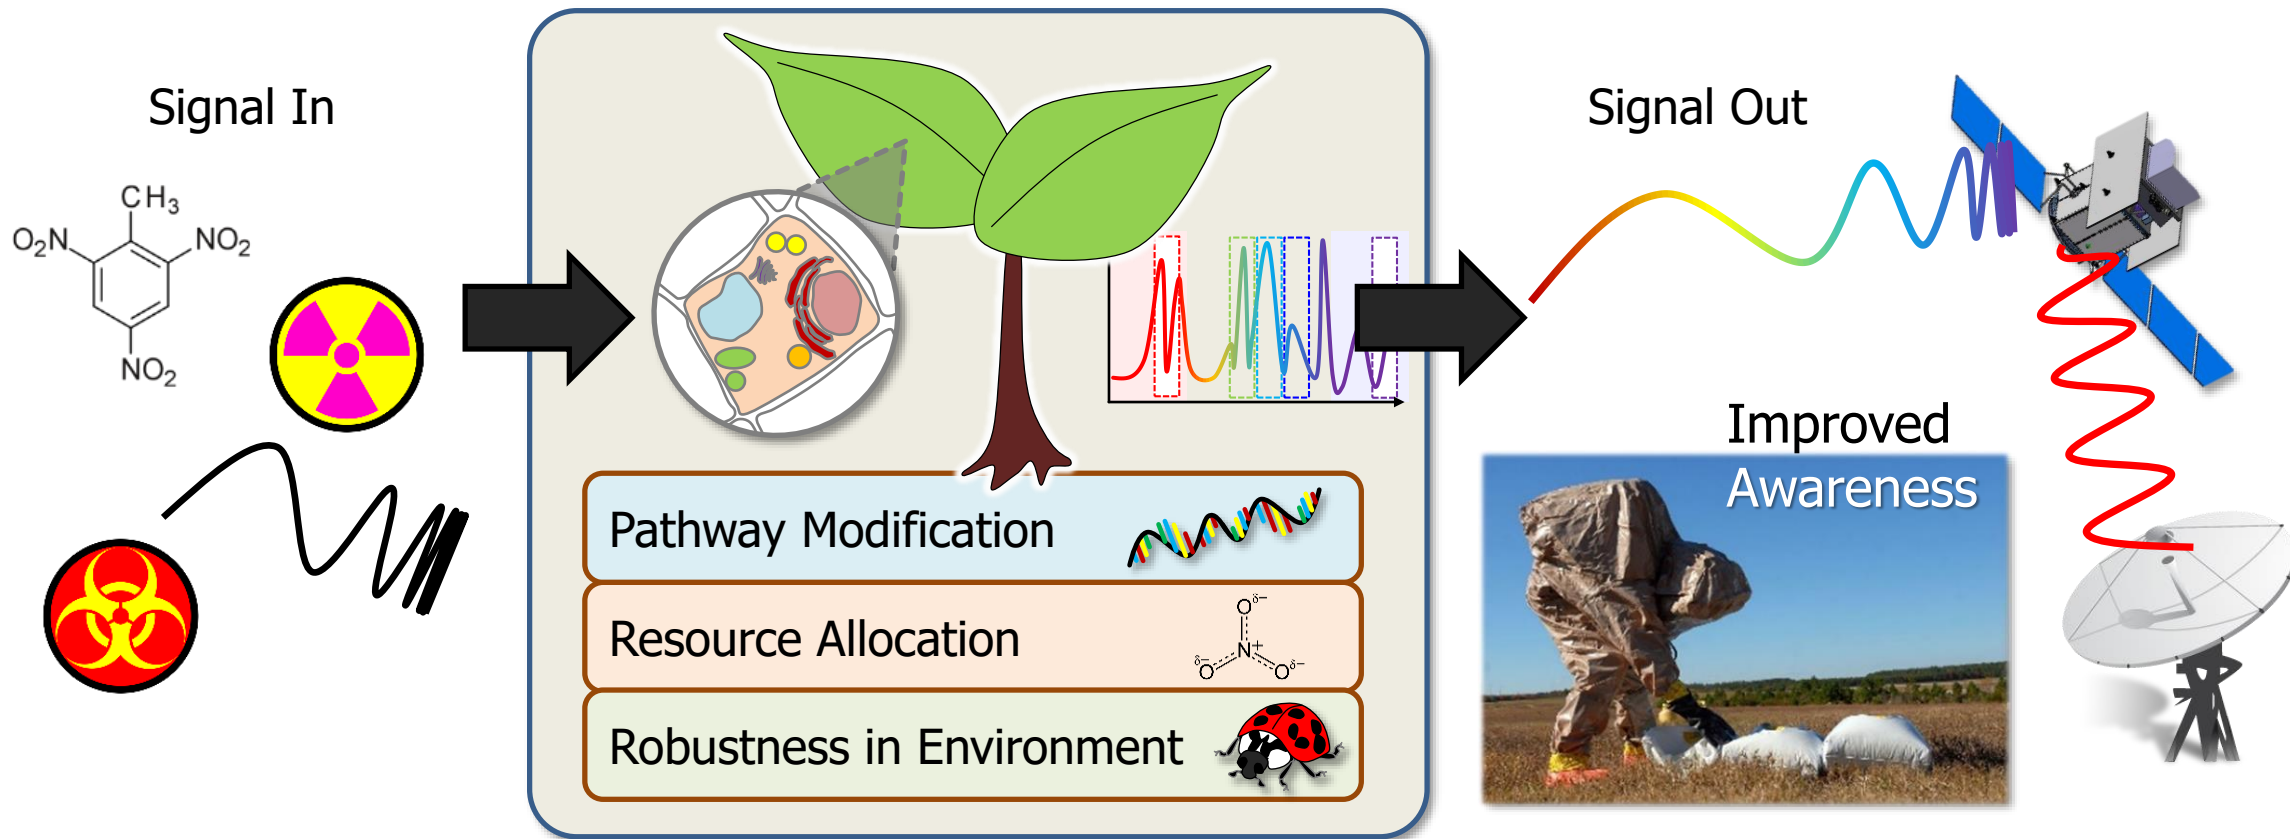 Signal In
CH₃
O₂N
NO₂
NO₂
Signal Out
Improved
Awareness
Pathway Modification
Resource Allocation
O^δ−
N⁺
δ− O
O^δ−
Robustness in Environment